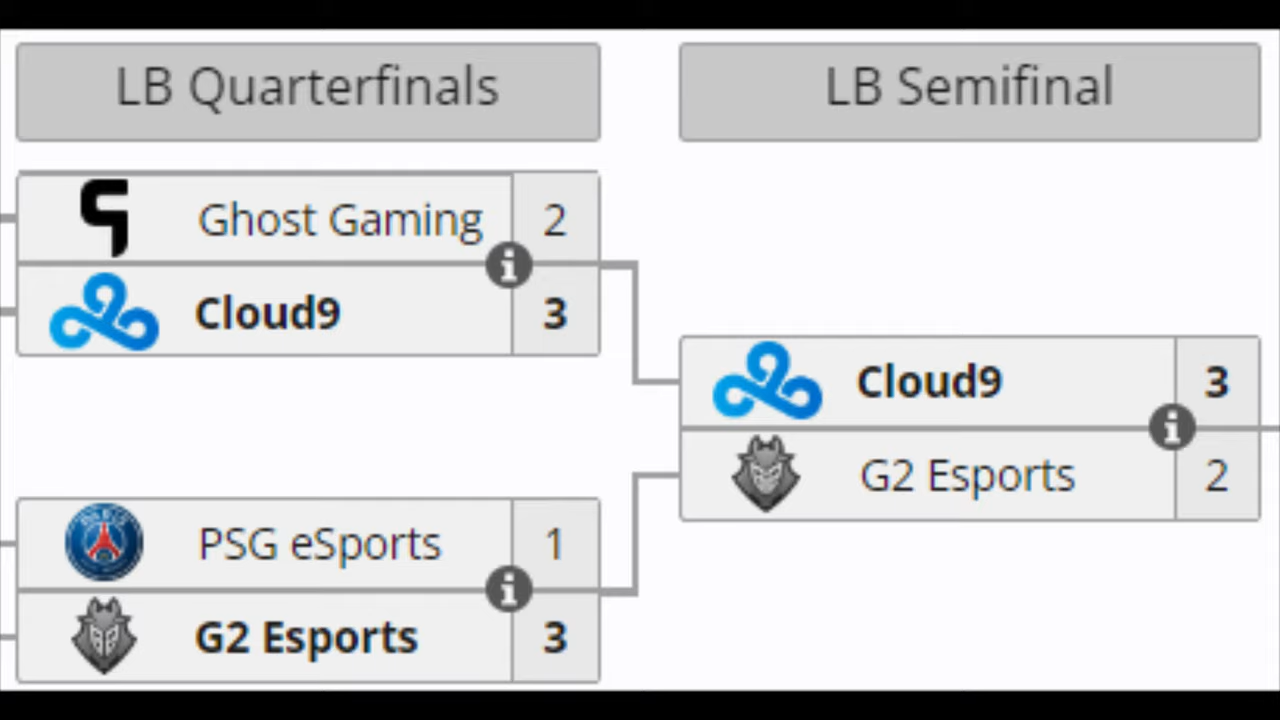 LB Quarterfinals
LB Semifinal
Ghost Gaming 2
Cloud9 3
Cloud9 3
G2 Esports 2
PSG eSports 1
G2 Esports 3